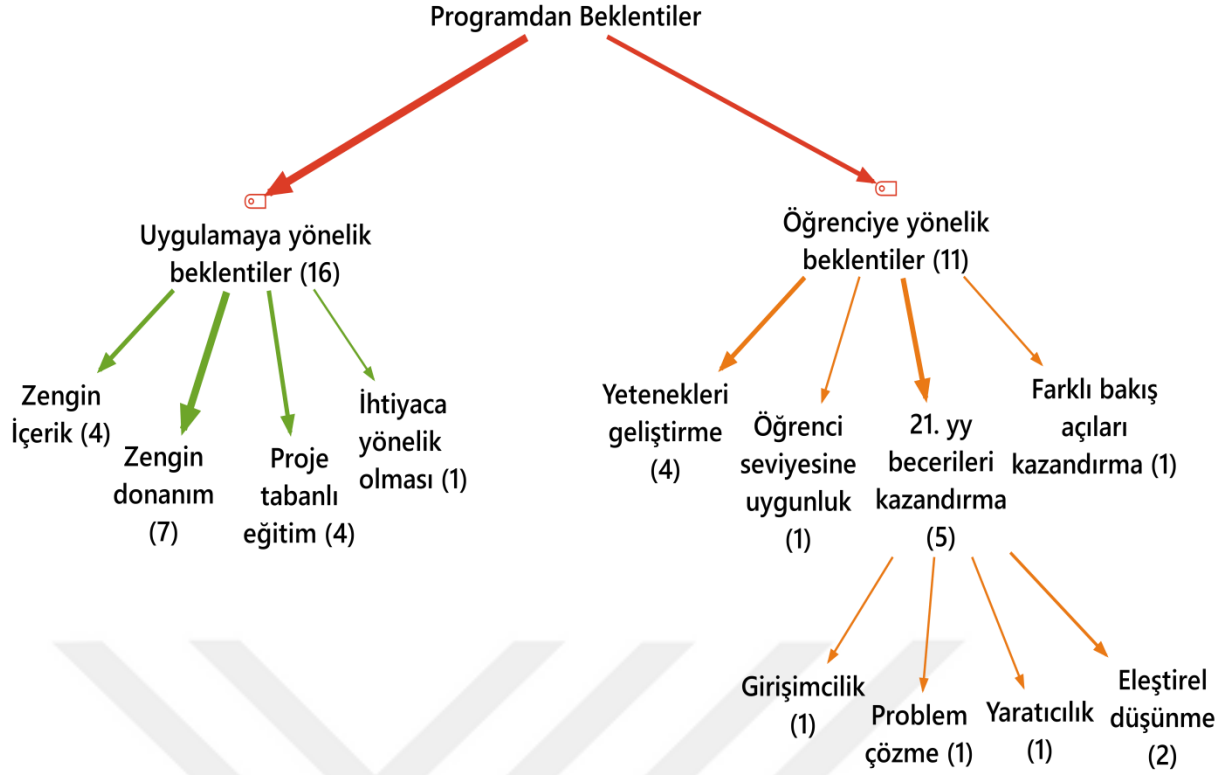 Programdan Beklentiler
Uygulamaya yönelik
beklentiler (16)
Öğrenciye yönelik
beklentiler (11)
Zengin
İçerik (4)
Zengin
donanım
(7)
Proje
tabanlı
eğitim (4)
İhtiyaca
yönelik
olması (1)
Yetenekleri
geliştirme
(4)
Öğrenci
seviyesine
uygunluk
(1)
21. yy
becerileri
kazandırma
(5)
Farklı bakış
açıları
kazandırma (1)
Girişimcilik
(1)
Problem
çözme (1)
Yaratıcılık
(1)
Eleştirel
düşünme
(2)